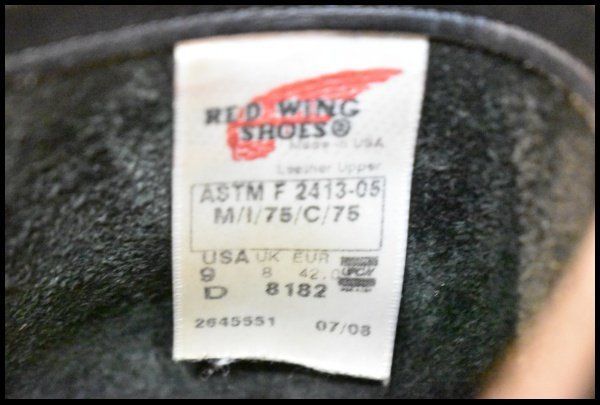 RED WING
SHOES®
Made in USA
Leather Upper
ASTM F 2413-05
M/I/75/C/75
USA UK EUR
9 8 42.0
D 8182
2645551 07/08